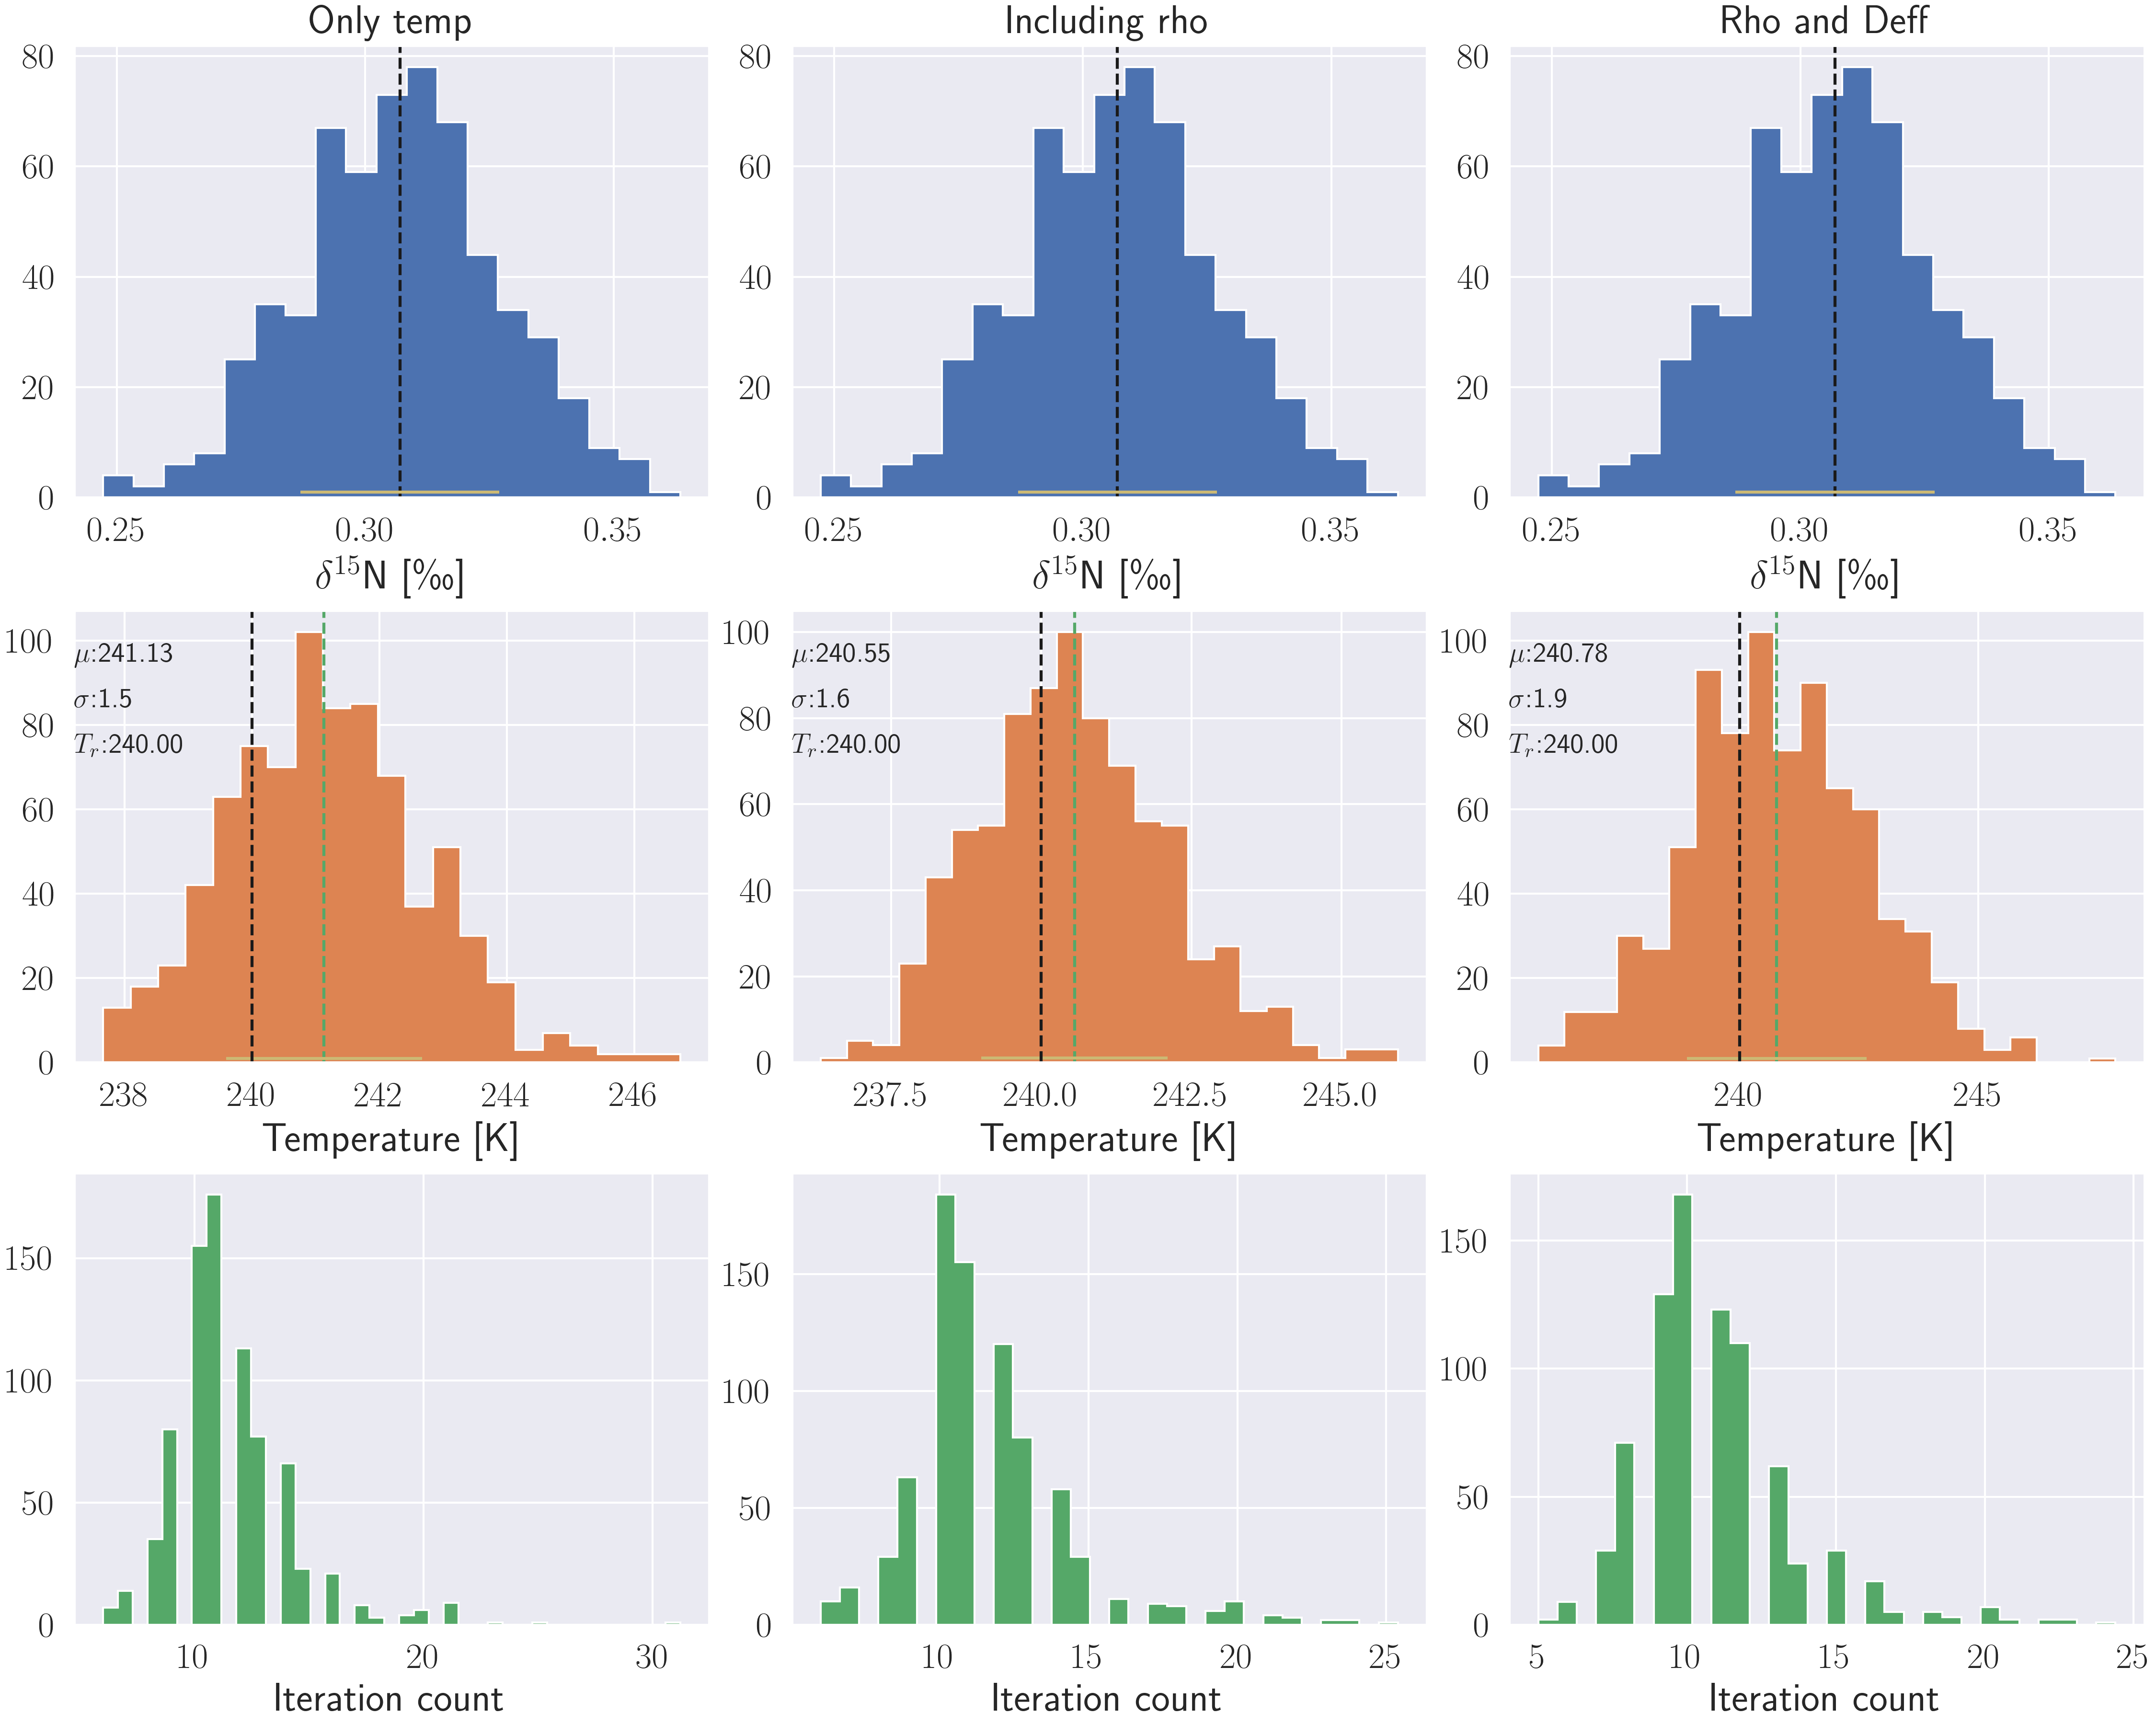 Only temp
Including rho
Rho and Deff
80
60
40
20
0
0.25 0.30 0.35
δ¹⁵N [‰]
80
60
40
20
0
0.25 0.30 0.35
δ¹⁵N [‰]
80
60
40
20
0
0.25 0.30 0.35
δ¹⁵N [‰]
100
80
60
40
20
0
μ:241.13
σ:1.5
Tᵣ:240.00
238 240 242 244 246
Temperature [K]
100
80
60
40
20
0
μ:240.55
σ:1.6
Tᵣ:240.00
237.5 240.0 242.5 245.0
Temperature [K]
100
80
60
40
20
0
μ:240.78
σ:1.9
Tᵣ:240.00
240 245
Temperature [K]
150
100
50
0
10 20 30
Iteration count
150
100
50
0
10 15 20 25
Iteration count
150
100
50
0
5 10 15 20 25
Iteration count